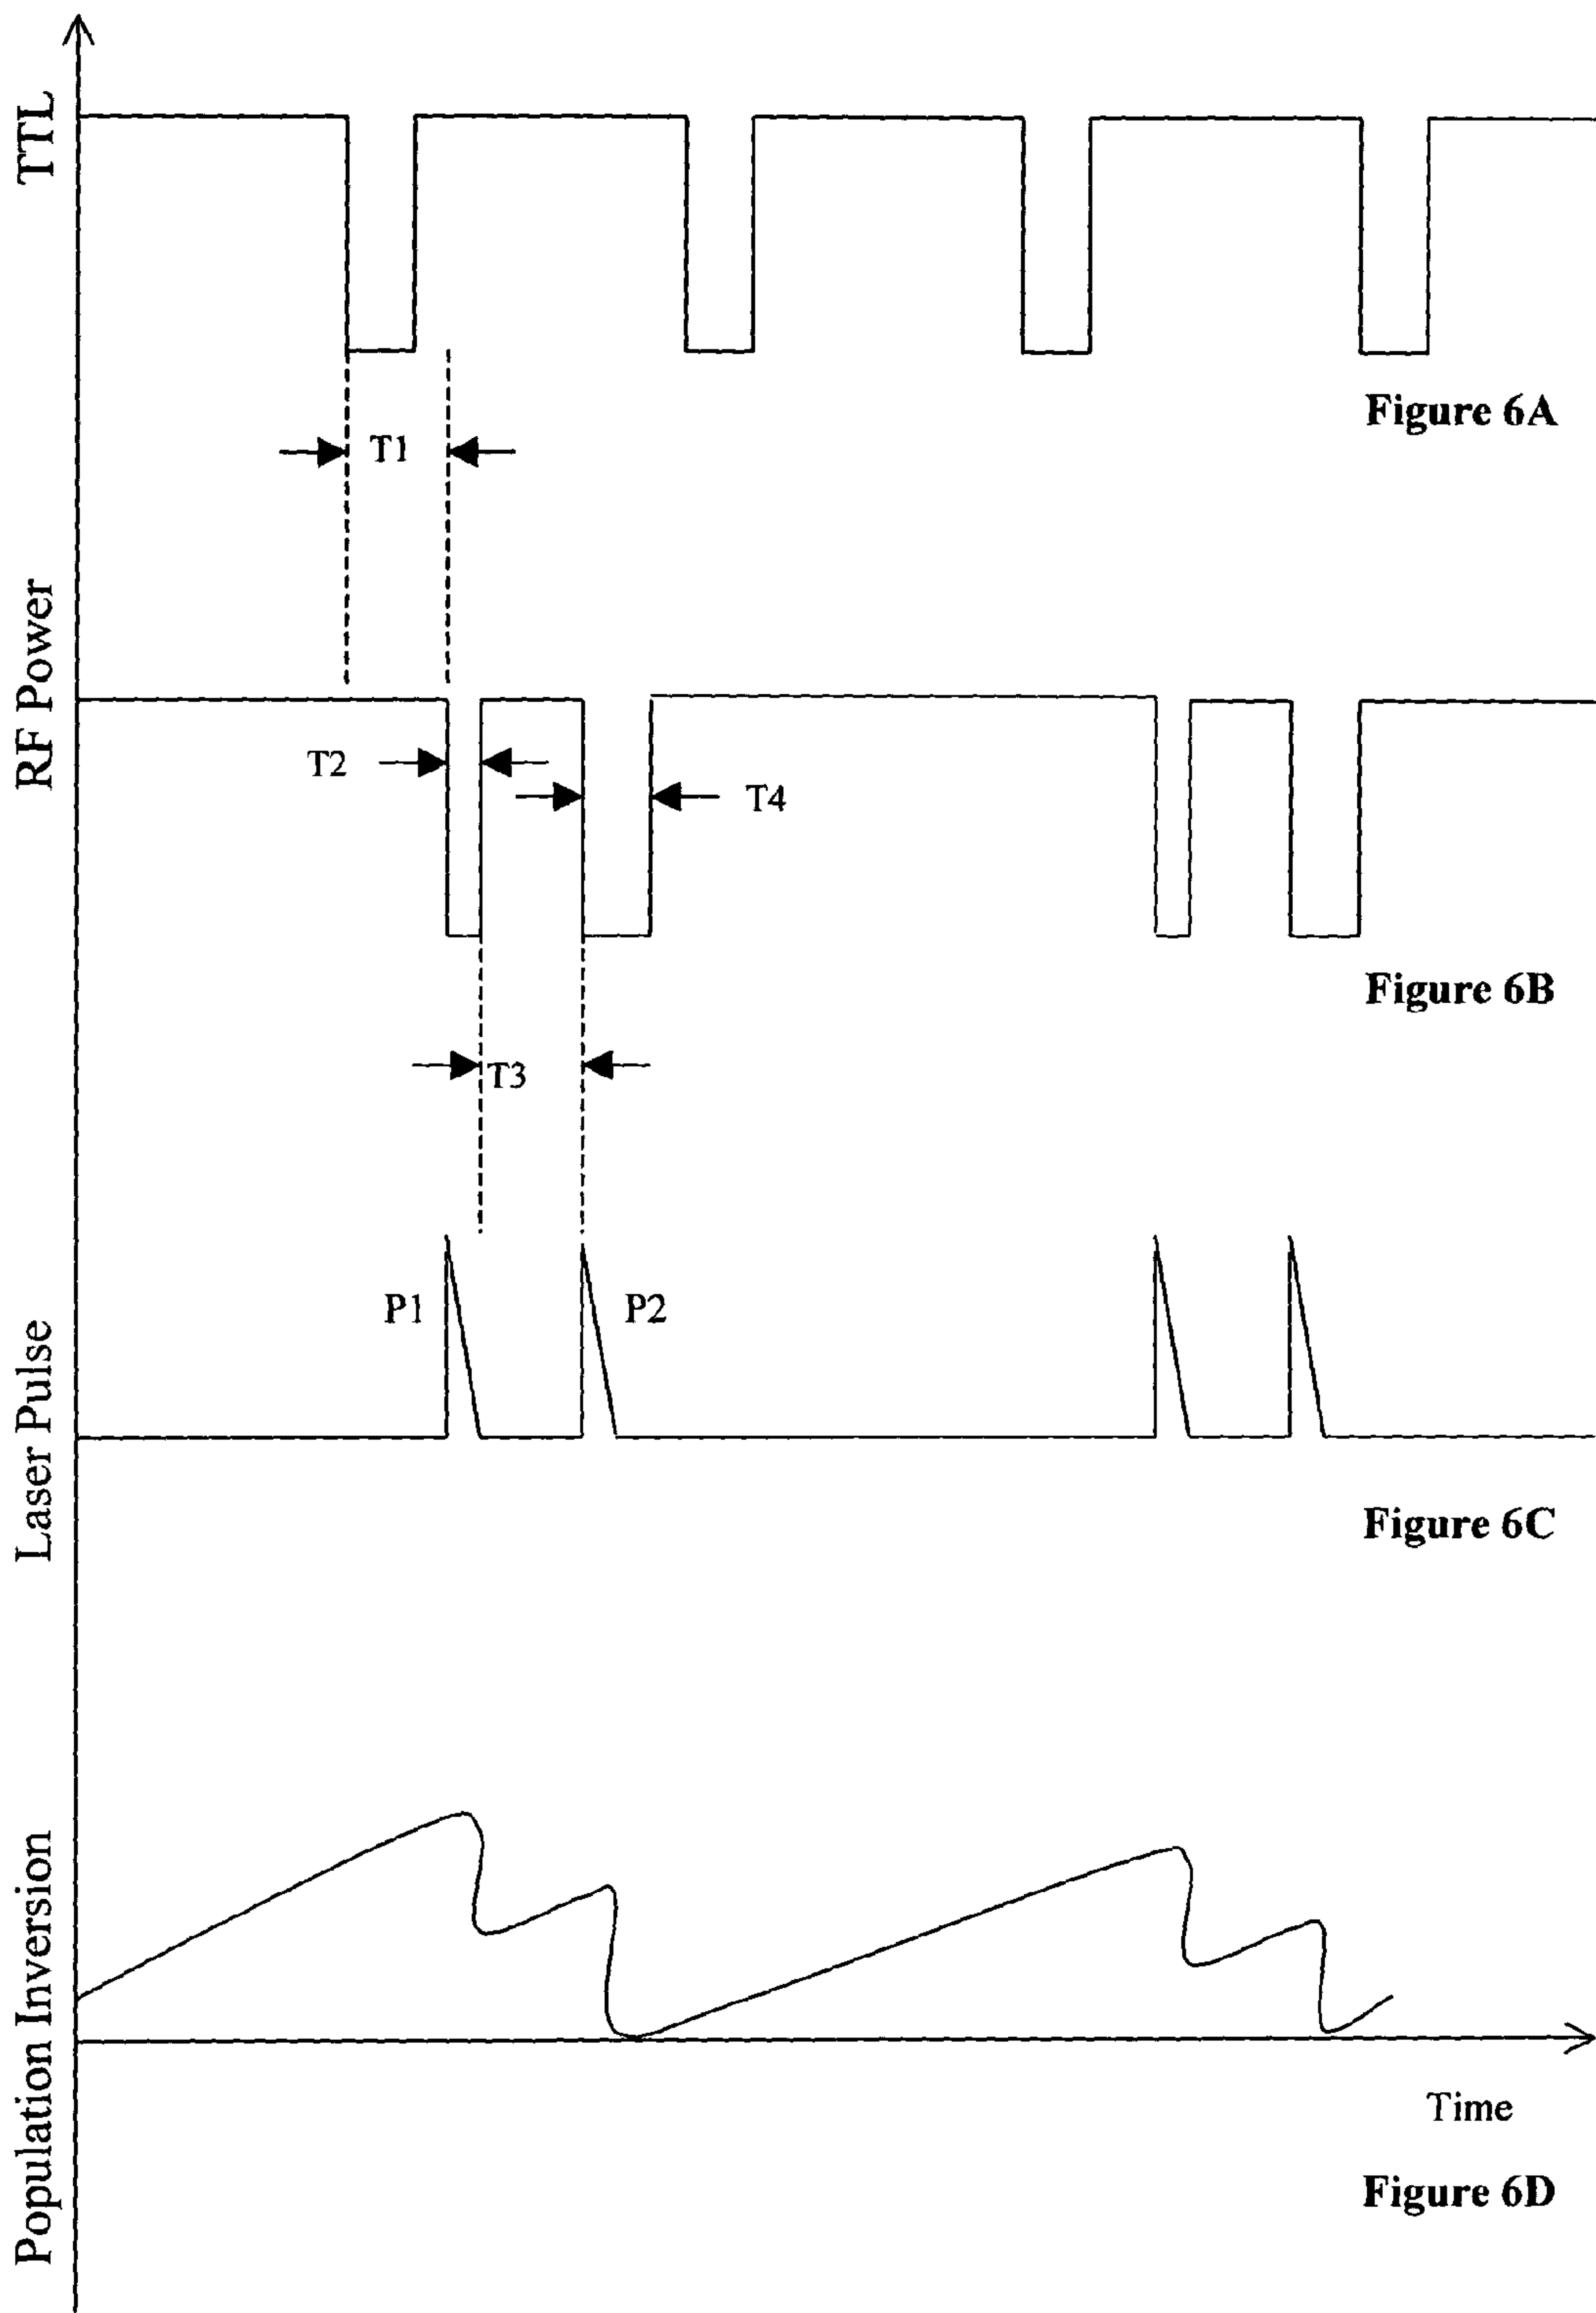 TTL
Figure 6A
T1
RF Power
T2
T4
Figure 6B
T3
P1
P2
Laser Pulse
Figure 6C
Population Inversion
Time
Figure 6D